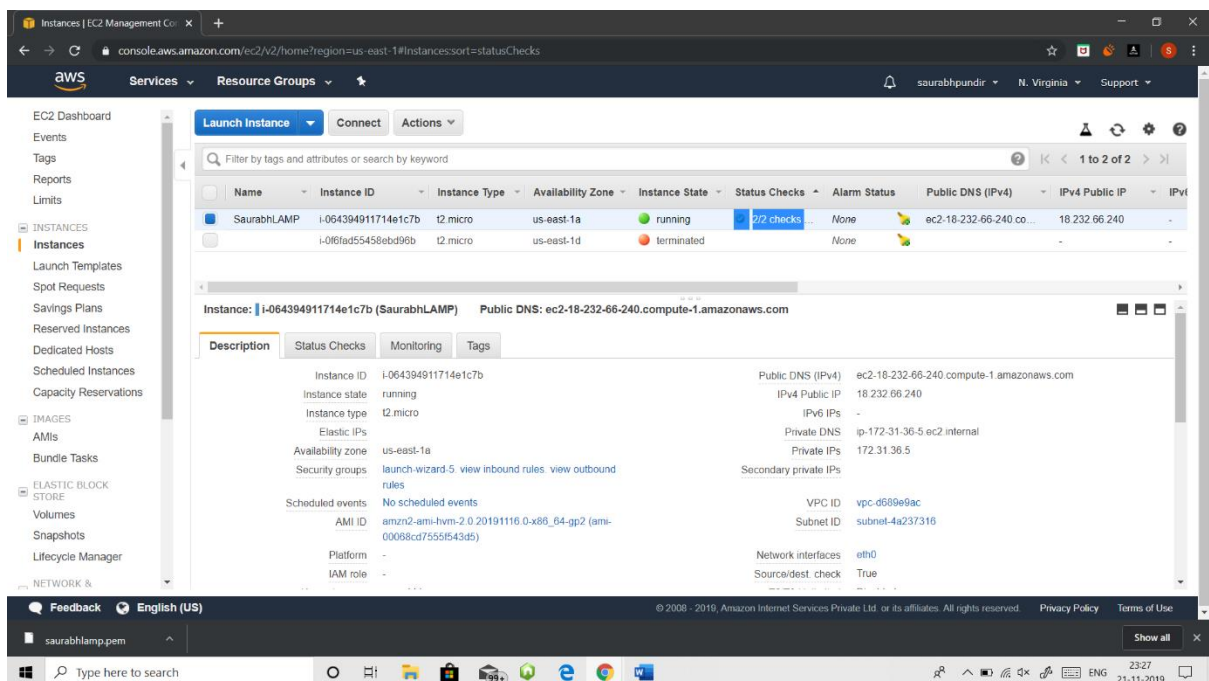 Instances | EC2 Management Co
console.aws.amazon.com/ec2/v2/home?region=us-east-1#Instances:sort=statusChecks
aws Services Resource Groups saurabhpundir N. Virginia Support
EC2 Dashboard
Events
Tags
Reports
Limits
INSTANCES
Instances
Launch Templates
Spot Requests
Savings Plans
Reserved Instances
Dedicated Hosts
Scheduled Instances
Capacity Reservations
IMAGES
AMIs
Bundle Tasks
ELASTIC BLOCK
STORE
Volumes
Snapshots
Lifecycle Manager
NETWORK &
Launch Instance Connect Actions
Filter by tags and attributes or search by keyword 1 to 2 of 2
Name Instance ID Instance Type Availability Zone Instance State Status Checks Alarm Status Public DNS (IPv4) IPv4 Public IP IPv6
SaurabhLAMP i-064394911714e1c7b t2.micro us-east-1a running 2/2 checks ... None ec2-18-232-66-240.co... 18.232.66.240 -
i-0f6fad55458ebd96b t2.micro us-east-1d terminated None - -
Instance: i-064394911714e1c7b (SaurabhLAMP) Public DNS: ec2-18-232-66-240.compute-1.amazonaws.com
Description Status Checks Monitoring Tags
Instance ID i-064394911714e1c7b
Instance state running
Instance type t2.micro
Elastic IPs
Availability zone us-east-1a
Security groups launch-wizard-5. view inbound rules. view outbound
rules
Scheduled events No scheduled events
AMI ID amzn2-ami-hvm-2.0.20191116.0-x86_64-gp2 (ami-
00068cd7555f543d5)
Platform -
IAM role -
Public DNS (IPv4) ec2-18-232-66-240.compute-1.amazonaws.com
IPv4 Public IP 18.232.66.240
IPv6 IPs -
Private DNS ip-172-31-36-5.ec2.internal
Private IPs 172.31.36.5
Secondary private IPs
VPC ID vpc-d689e9ac
Subnet ID subnet-4a237316
Network interfaces eth0
Source/dest. check True
Feedback English (US) © 2008 - 2019, Amazon Internet Services Private Ltd. or its affiliates. All rights reserved. Privacy Policy Terms of Use
saurabhlamp.pem Show all
Type here to search 99+ ENG 23:27
21-11-2019